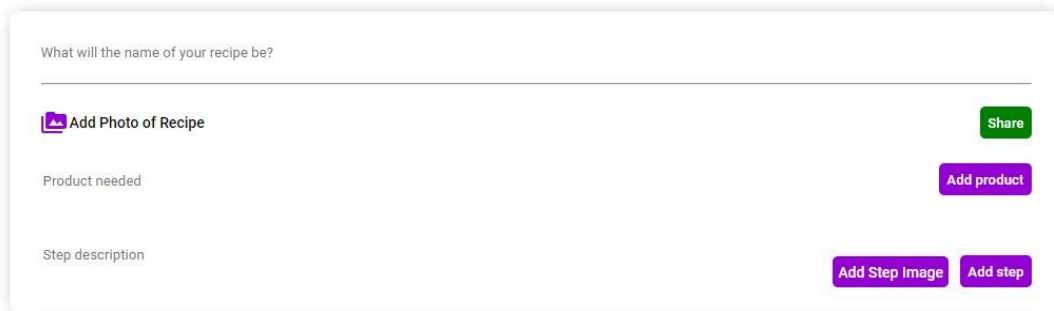 What will the name of your recipe be?
Add Photo of Recipe
Share
Product needed
Add product
Step description
Add Step Image
Add step